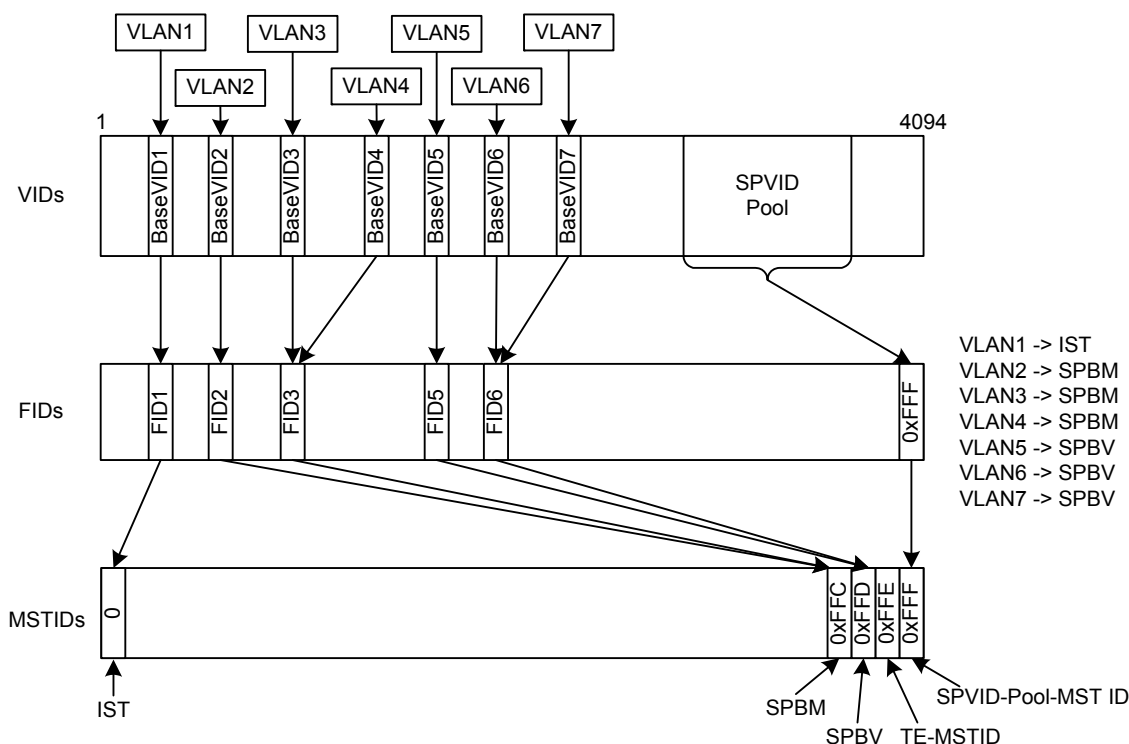 VLAN1
VLAN3
VLAN5
VLAN7
VLAN2
VLAN4
VLAN6
1
4094
VIDs
BaseVID1
BaseVID2
BaseVID3
BaseVID4
BaseVID5
BaseVID6
BaseVID7
SPVID
Pool
FIDs
FID1
FID2
FID3
FID5
FID6
0xFFF
VLAN1 -> IST
VLAN2 -> SPBM
VLAN3 -> SPBM
VLAN4 -> SPBM
VLAN5 -> SPBV
VLAN6 -> SPBV
VLAN7 -> SPBV
MSTIDs
0
0xFFC
0xFFD
0xFFE
0xFFF
IST
SPBM
SPBV
TE-MSTID
SPVID-Pool-MST ID